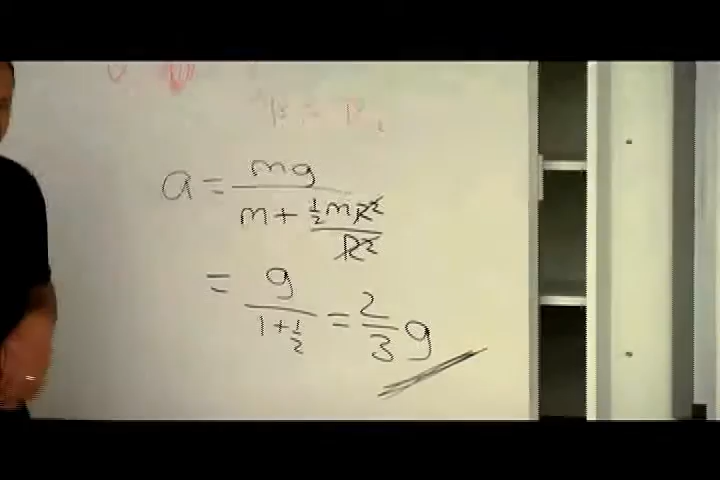 a = mg / (m + ½mR²/R²)
= g / (1+½) = 2/3 g